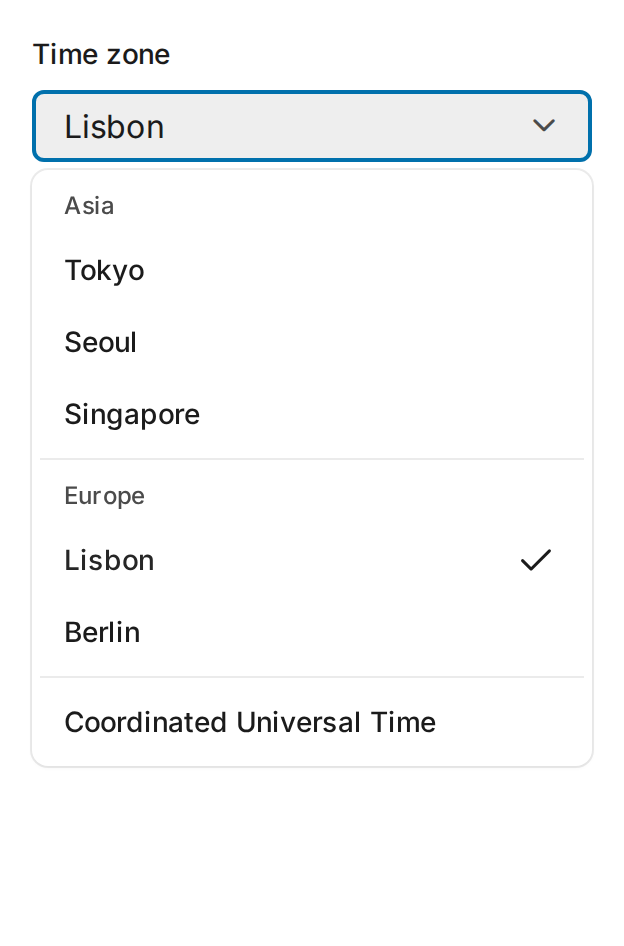 Time zone
Lisbon
Asia
Tokyo
Seoul
Singapore
Europe
Lisbon
Berlin
Coordinated Universal Time